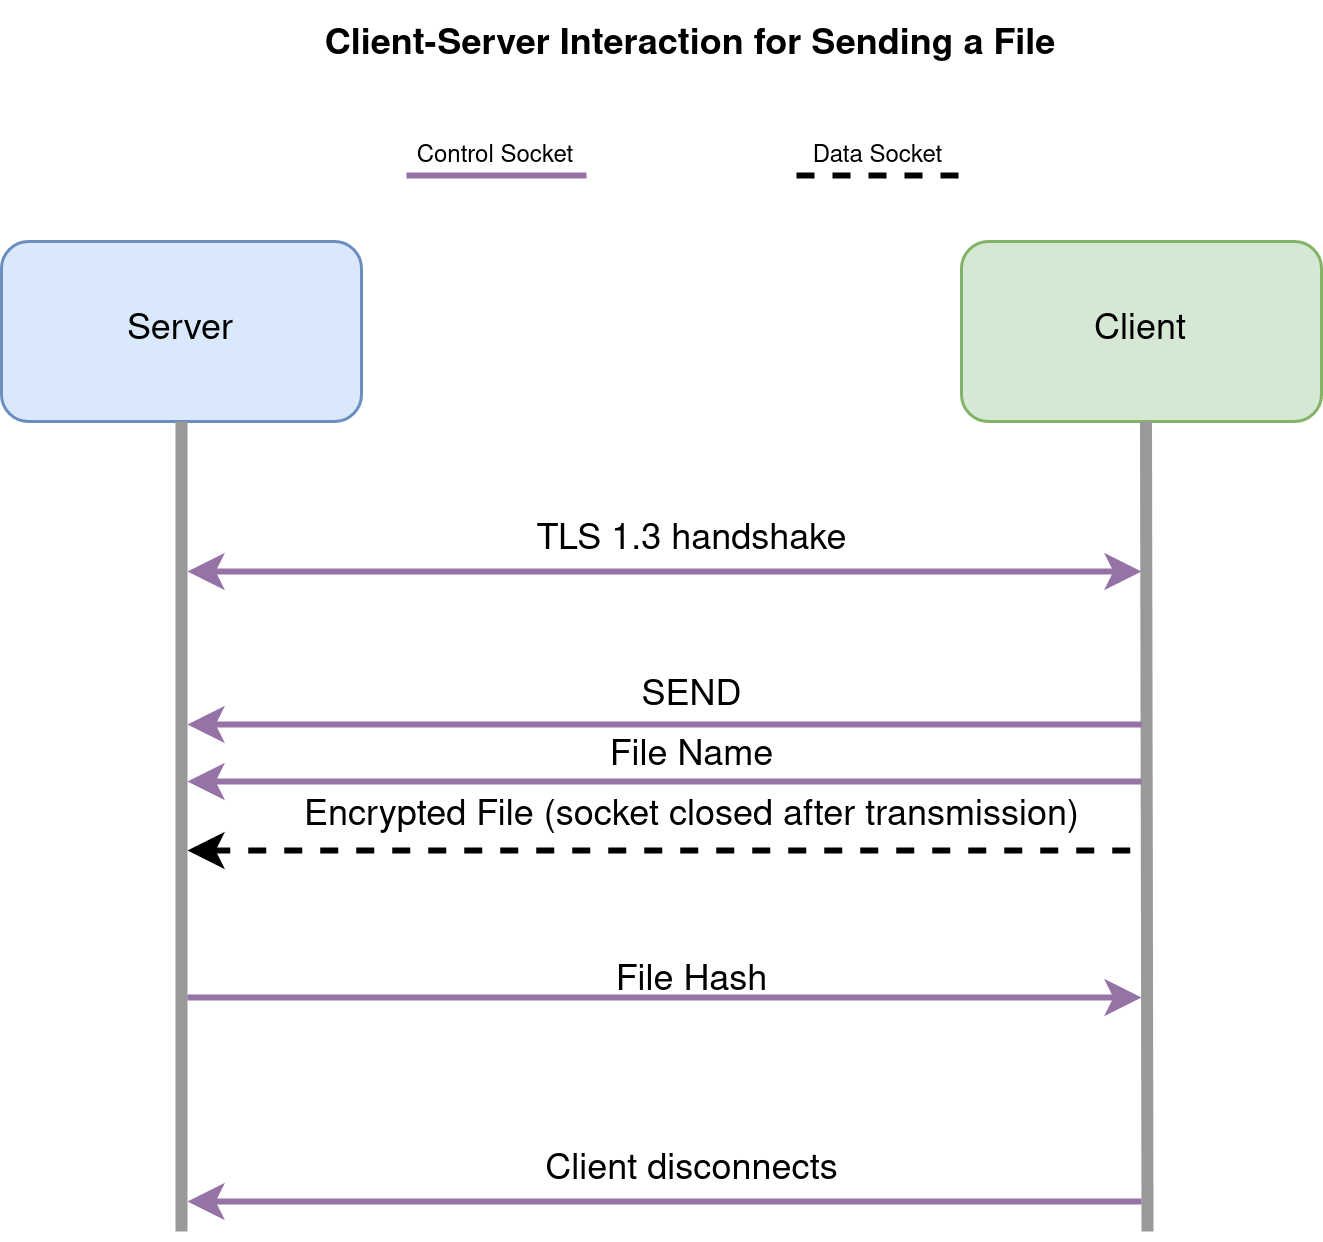 Client-Server Interaction for Sending a File
Control Socket
Data Socket
Server
Client
TLS 1.3 handshake
SEND
File Name
Encrypted File (socket closed after transmission)
File Hash
Client disconnects